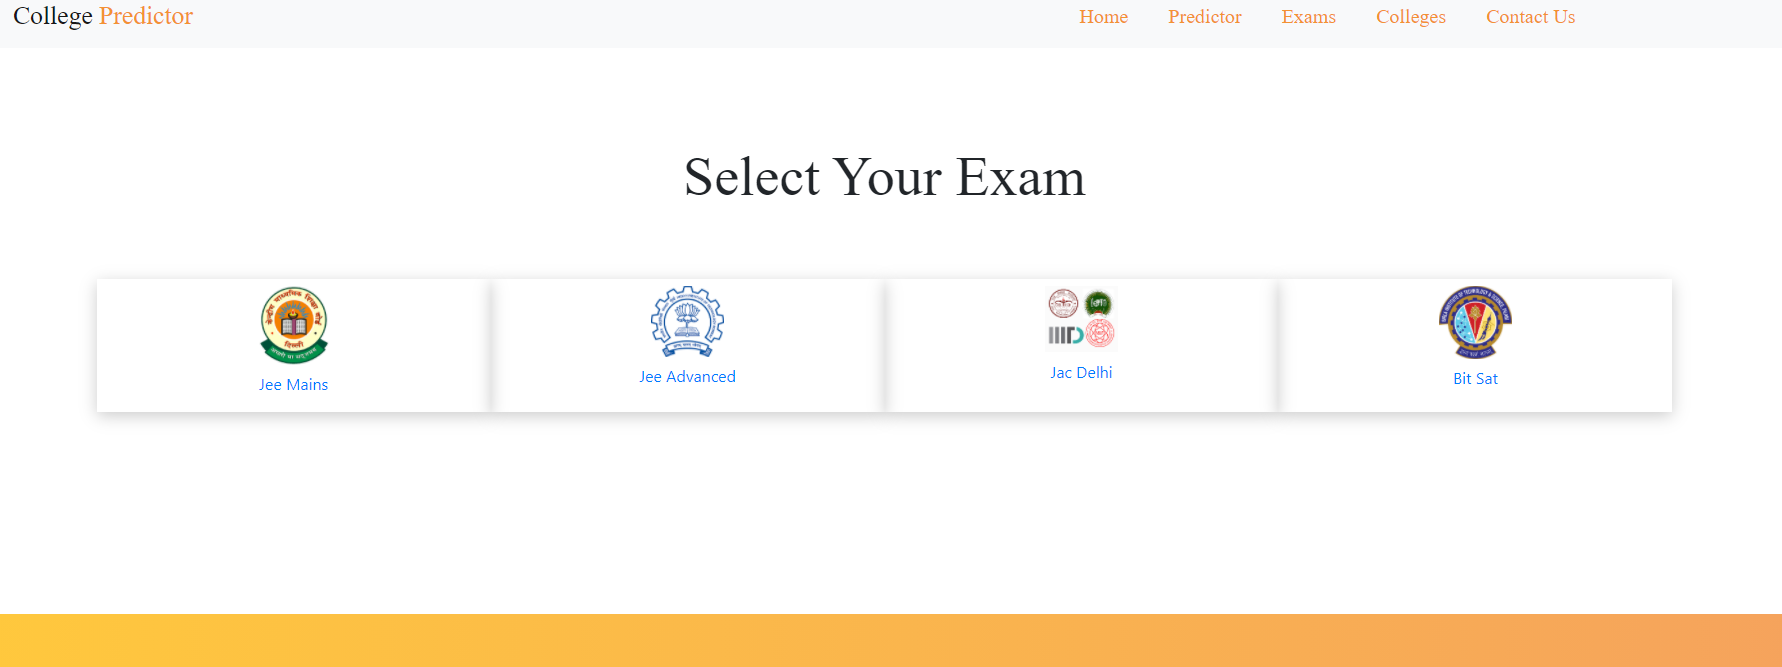 College Predictor
Home Predictor Exams Colleges Contact Us
Select Your Exam
Jee Mains
Jee Advanced
Jac Delhi
Bit Sat